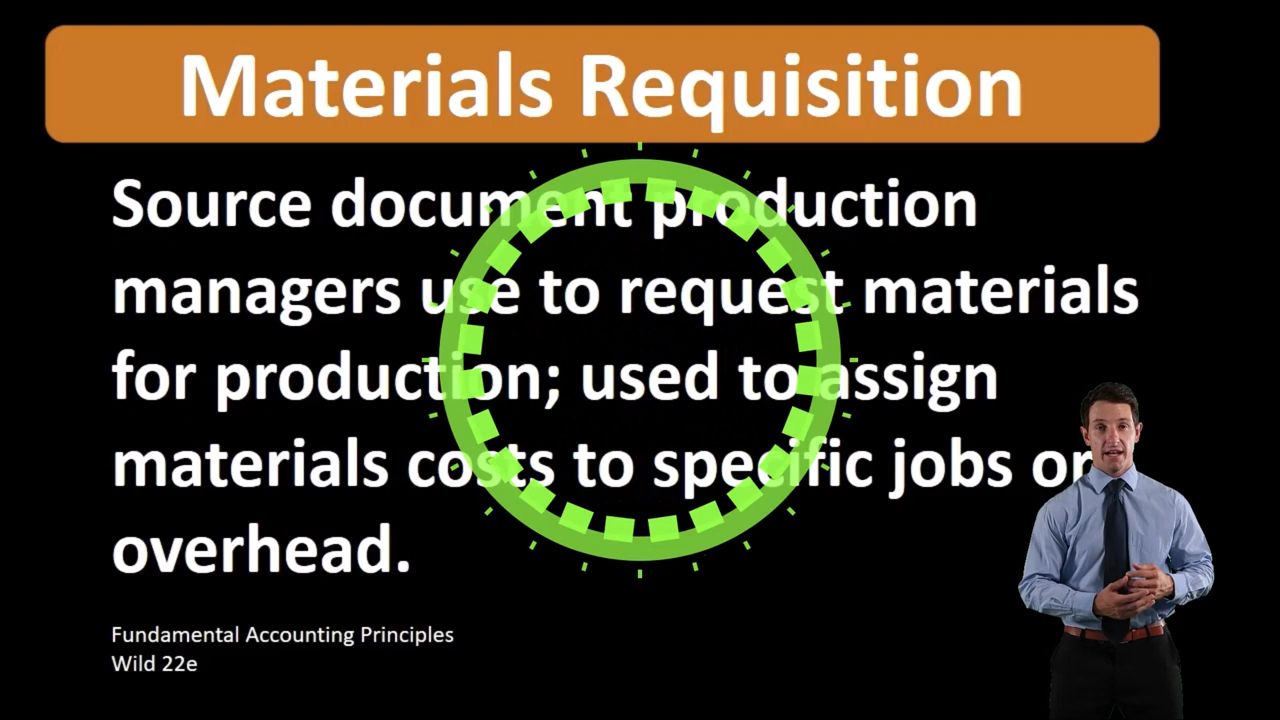 Materials Requisition
Source document production
managers use to request materials
for production; used to assign
materials costs to specific jobs or
overhead.
Fundamental Accounting Principles
Wild 22e